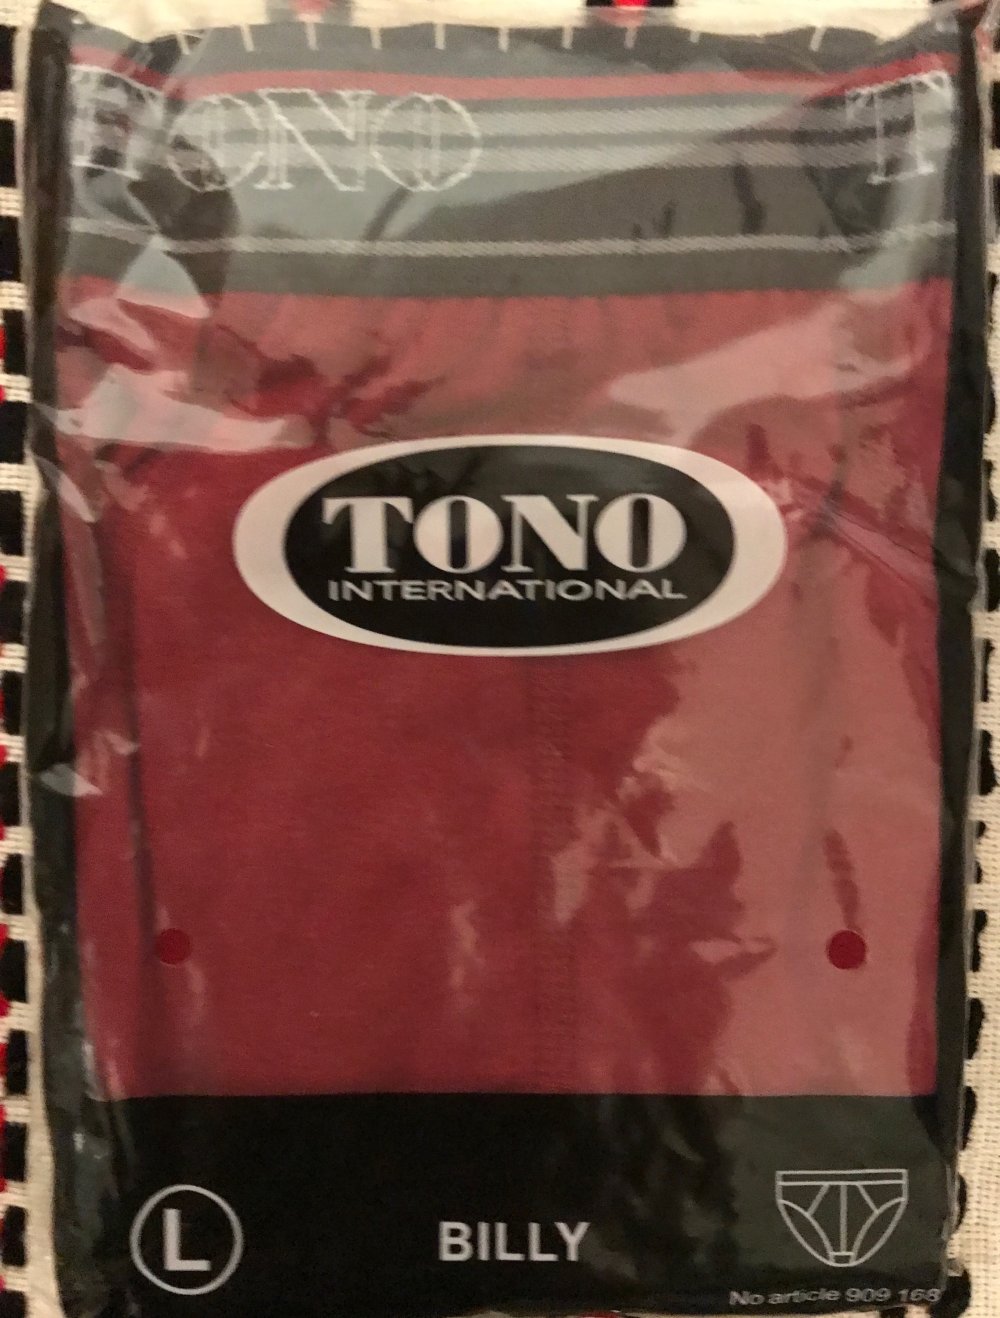 TONO T
TONO
INTERNATIONAL
L
BILLY
No article 909 168